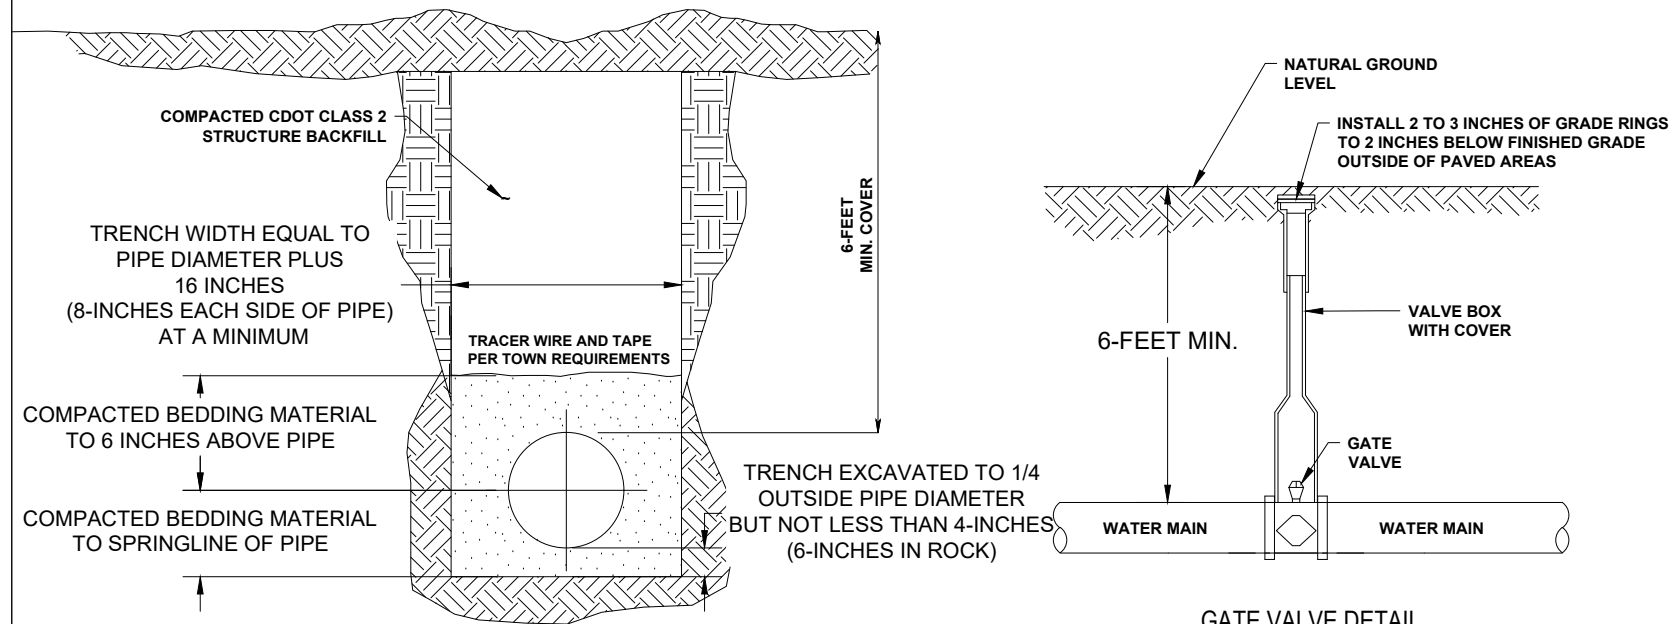 COMPACTED CDOT CLASS 2
STRUCTURE BACKFILL
TRENCH WIDTH EQUAL TO
PIPE DIAMETER PLUS
16 INCHES
(8-INCHES EACH SIDE OF PIPE)
AT A MINIMUM
TRACER WIRE AND TAPE
PER TOWN REQUIREMENTS
COMPACTED BEDDING MATERIAL
TO 6 INCHES ABOVE PIPE
COMPACTED BEDDING MATERIAL
TO SPRINGLINE OF PIPE
6-FEET
MIN. COVER
TRENCH EXCAVATED TO 1/4
OUTSIDE PIPE DIAMETER
BUT NOT LESS THAN 4-INCHES
(6-INCHES IN ROCK)
NATURAL GROUND
LEVEL
INSTALL 2 TO 3 INCHES OF GRADE RINGS
TO 2 INCHES BELOW FINISHED GRADE
OUTSIDE OF PAVED AREAS
6-FEET MIN.
VALVE BOX
WITH COVER
GATE
VALVE
WATER MAIN
WATER MAIN
GATE VALVE DETAIL